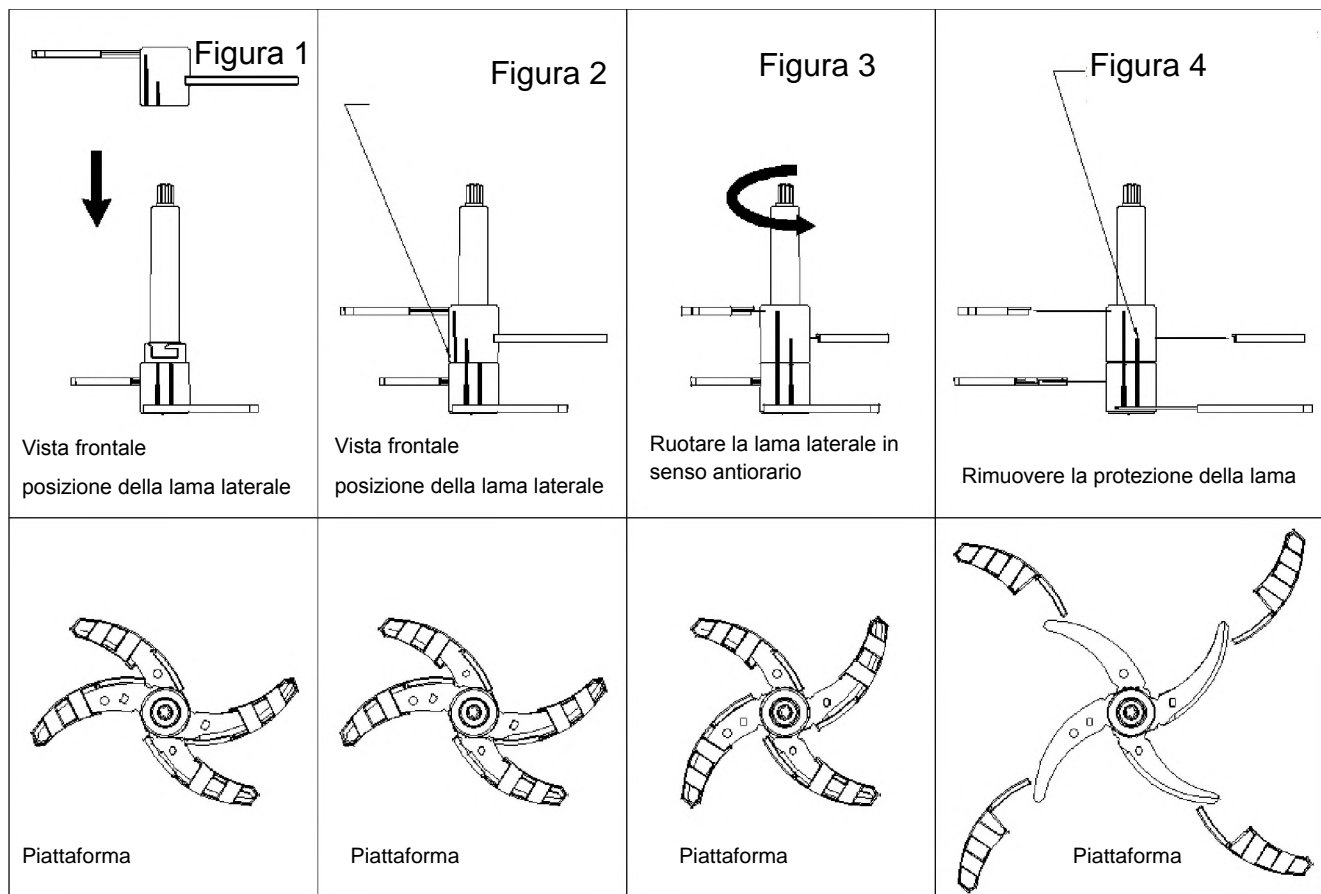 Figura 1
Vista frontale
posizione della lama laterale
Figura 2
Vista frontale
posizione della lama laterale
Figura 3
Ruotare la lama laterale in
senso antiorario
Figura 4
Rimuovere la protezione della lama
Piattaforma
Piattaforma
Piattaforma
Piattaforma